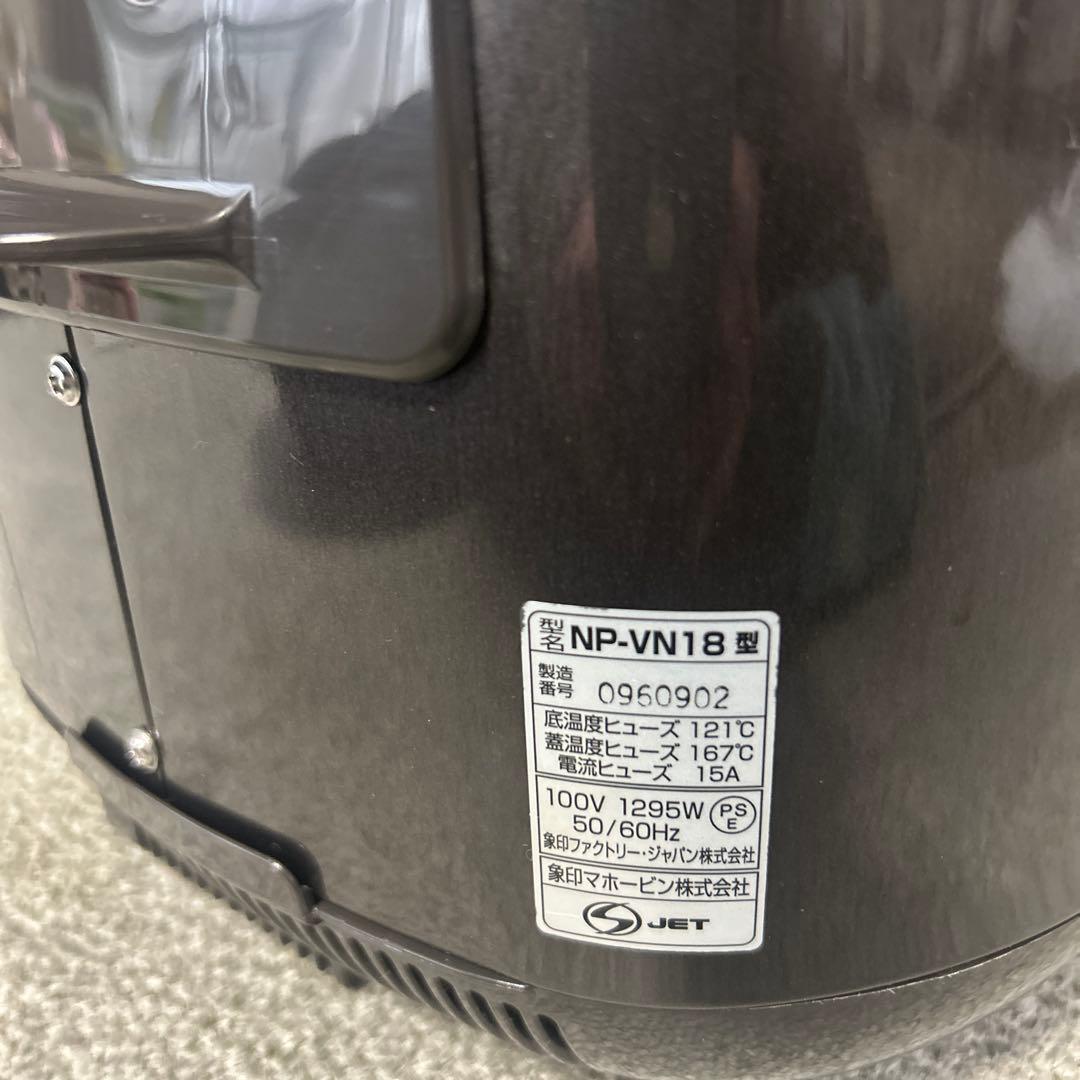 型名 NP-VN18 型
製造番号 0960902
底温度ヒューズ 121℃
蓋温度ヒューズ 167℃
電流ヒューズ 15A
100V 1295W PSE
50/60Hz
象印ファクトリー・ジャパン株式会社
象印マホービン株式会社
JET